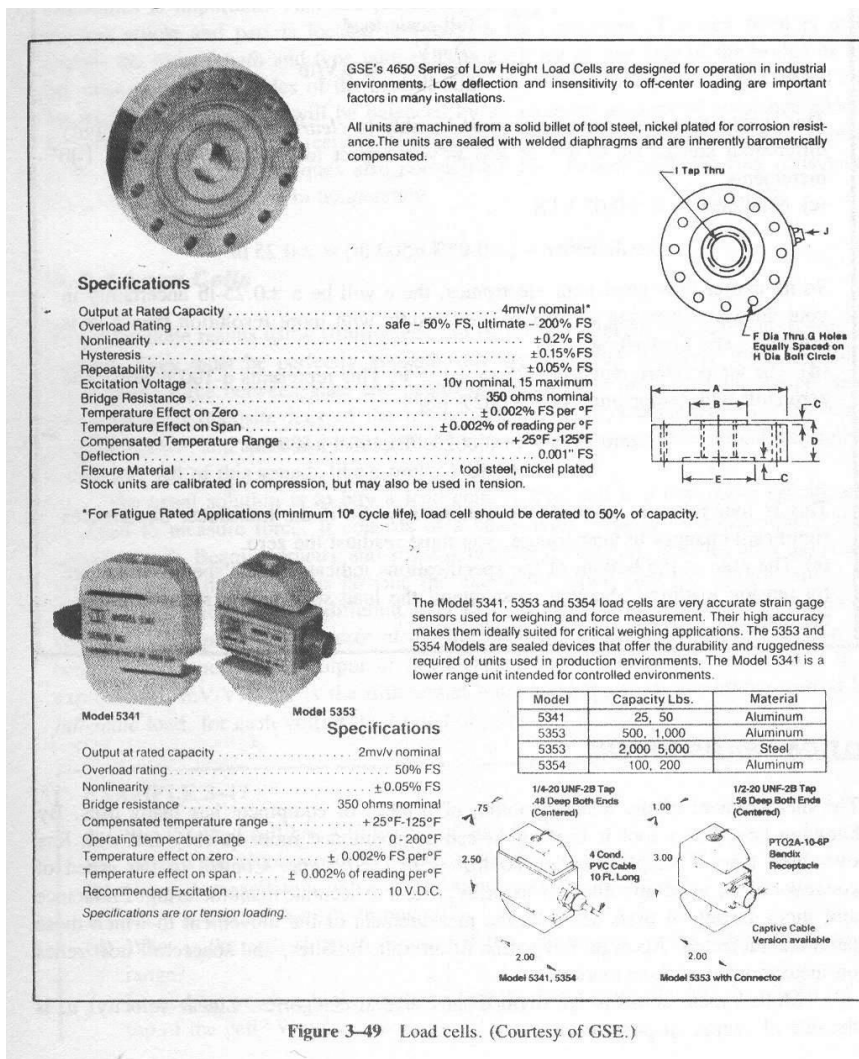 GSE's 4650 Series of Low Height Load Cells are designed for operation in industrial
environments. Low deflection and insensitivity to off-center loading are important
factors in many installations.
All units are machined from a solid billet of tool steel, nickel plated for corrosion resist-
ance.The units are sealed with welded diaphragms and are inherently barometrically
compensated.
I Tap Thru
J
F Dia Thru G Holes
Equally Spaced on
H Dia Bolt Circle
A
B
C
D
E
C
Specifications
Output at Rated Capacity 4mv/v nominal*
Overload Rating safe – 50% FS, ultimate – 200% FS
Nonlinearity ±0.2% FS
Hysteresis ±0.15%FS
Repeatability ±0.05% FS
Excitation Voltage 10v nominal, 15 maximum
Bridge Resistance 350 ohms nominal
Temperature Effect on Zero ±0.002% FS per °F
Temperature Effect on Span ±0.002% of reading per °F
Compensated Temperature Range +25°F -125°F
Deflection 0.001" FS
Flexure Material tool steel, nickel plated
Stock units are calibrated in compression, but may also be used in tension.
*For Fatigue Rated Applications (minimum cycle life), load cell should be derated to 50% of capacity.
The Model 5341, 5353 and 5354 load cells are very accurate strain gage
sensors used for weighing and force measurement. Their high accuracy
makes them ideally suited for critical weighing applications. The 5353 and
5354 Models are sealed devices that offer the durability and ruggedness
required of units used in production environments. The Model 5341 is a
lower range unit intended for controlled environments.
Model 5341
Model 5353
Model Capacity Lbs. Material
5341 25, 50 Aluminum
5353 500, 1,000 Aluminum
5353 2,000 5,000 Steel
5354 100, 200 Aluminum
Specifications
Output at rated capacity 2mv/v nominal
Overload rating 50% FS
Nonlinearity ±0.05% FS
Bridge resistance 350 ohms nominal
Compensated temperature range +25°F-125°F
Operating temperature range 0-200°F
Temperature effect on zero ± 0.002% FS per°F
Temperature effect on span ± 0.002% of reading per°F
Recommended Excitation 10 V.D.C.
Specifications are for tension loading.
1/4-20 UNF-2B Tap
.48 Deep Both Ends
(Centered)
.75
2.50
4 Cond.
PVC Cable
10 Ft. Long
2.00
Model 5341, 5354
1/2-20 UNF-2B Tap
.56 Deep Both Ends
(Centered)
1.00
3.00
PTO2A-10-6P
Bendix
Receptacle
Captive Cable
Version available
2.00
Model 5353 with Connector
Figure 3–49 Load cells. (Courtesy of GSE.)